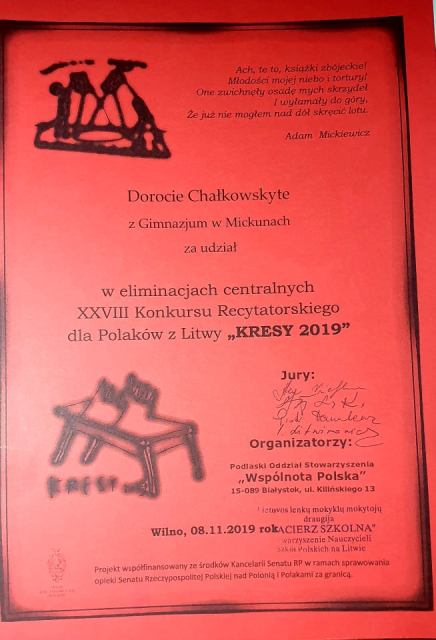 Ach, te to, książki zbójeckie!
Młodości mojej niebo i tortury!
One zwichnęły osadę mych skrzydeł
I wyłamały do góry,
Że już nie mogłem nad dół skręcić lotu.
Adam Mickiewicz
Dorocie Chałkowskyte
z Gimnazjum w Mickunach
za udział
w eliminacjach centralnych
XXVIII Konkursu Recytatorskiego
dla Polaków z Litwy „KRESY 2019”
Jury:
KRESY
Organizatorzy:
Podlaski Oddział Stowarzyszenia
„Wspólnota Polska”
15-089 Białystok, ul. Kilińskiego 13
Lietuvos lenkų mokyklų mokytojų
draugija
Wilno, 08.11.2019 rok ACIERZ SZKOLNA"
warzyszenie Nauczycieli
Szkół Polskich na Litwie
Projekt współfinansowany ze środków Kancelarii Senatu RP w ramach sprawowania
opieki Senatu Rzeczypospolitej Polskiej nad Polonią i Polakami za granicą.